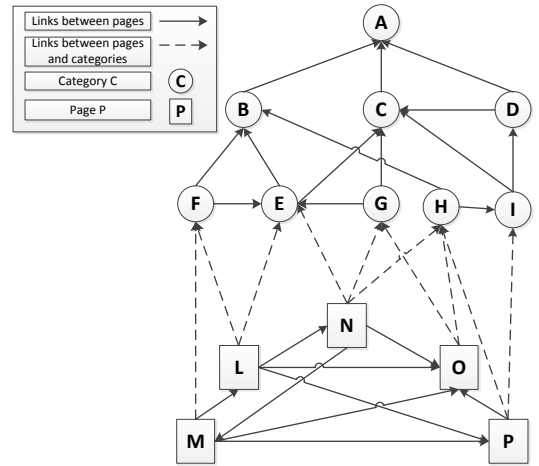 Links between pages
Links between pages
and categories
Category C
C
Page P
P
A
B
C
D
F
E
G
H
I
N
L
O
M
P